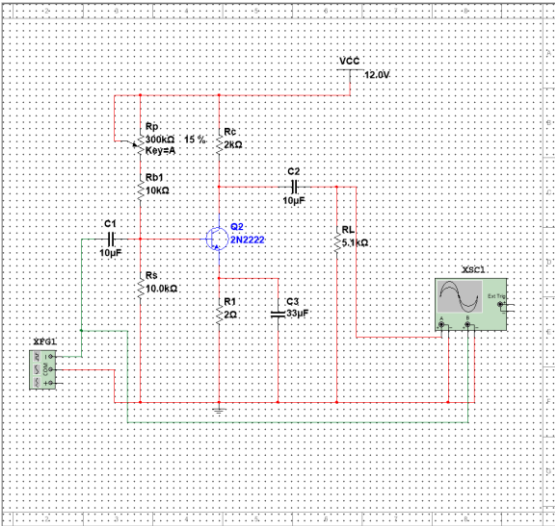 VCC
12.0V
Rp
300kΩ 15 %
Key=A
Rc
2kΩ
Rb1
10kΩ
C2
10µF
C1
10µF
Q2
2N2222
RL
5.1kΩ
XSC1
Ext Trig
A
B
Rs
10.0kΩ
R1
2Ω
C3
33µF
XFG1
COM